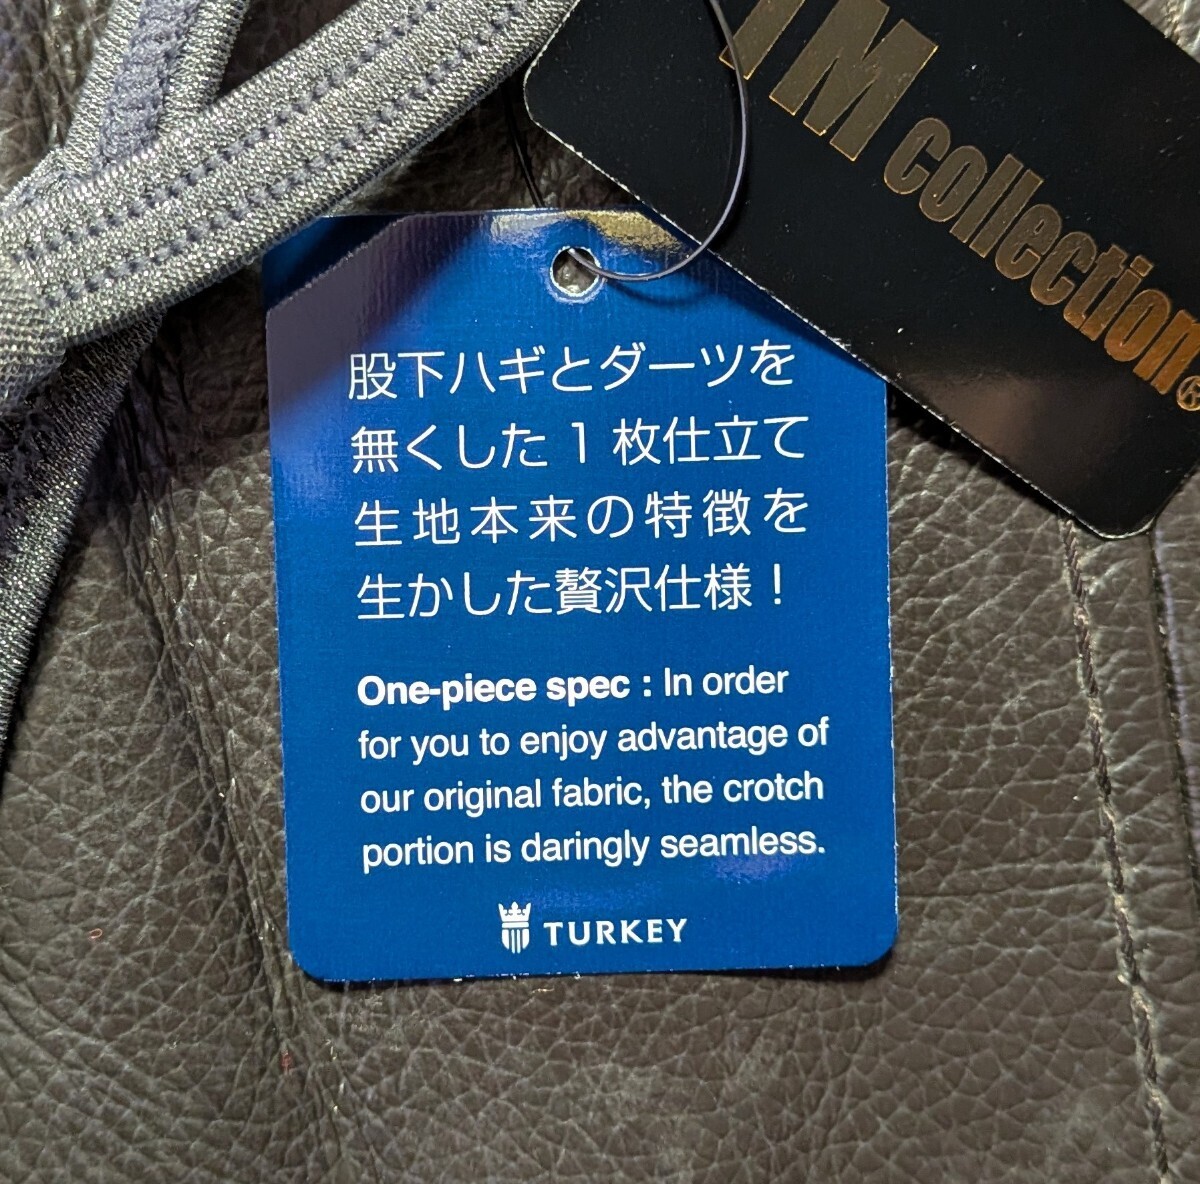 TM collection®
股下ハギとダーツを
無くした1枚仕立て
生地本来の特徴を
生かした贅沢仕様!
One-piece spec : In order
for you to enjoy advantage of
our original fabric, the crotch
portion is daringly seamless.
TURKEY